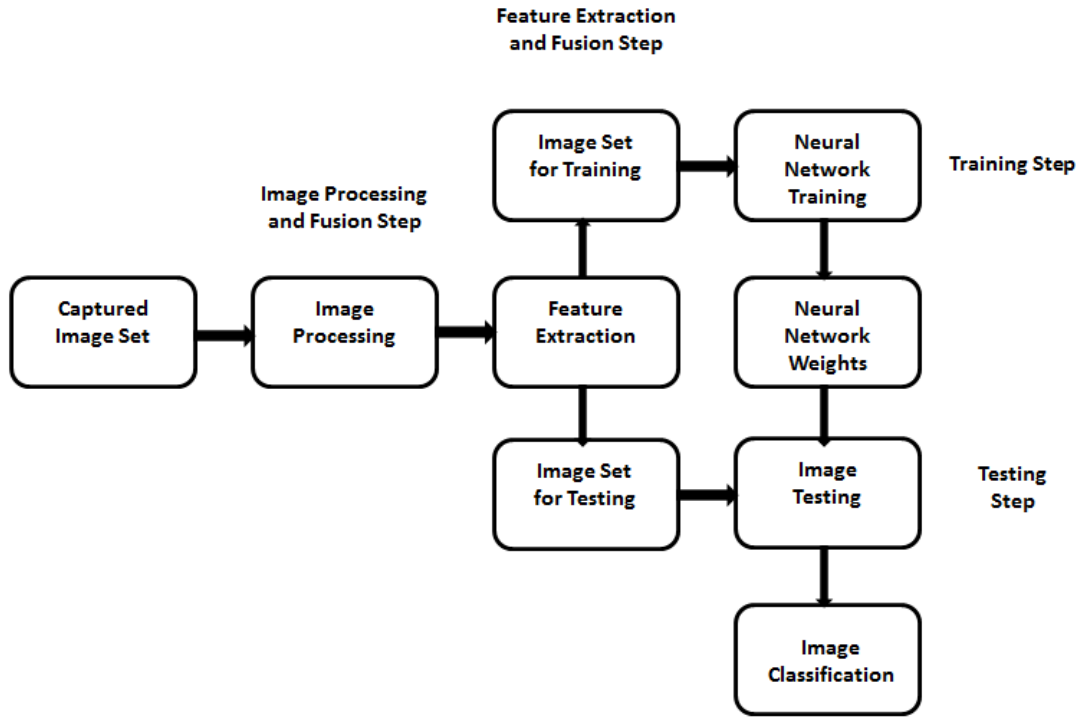 Feature Extraction
and Fusion Step
Image Set
for Training
Neural
Network
Training
Training Step
Image Processing
and Fusion Step
Captured
Image Set
Image
Processing
Feature
Extraction
Neural
Network
Weights
Image Set
for Testing
Image
Testing
Testing
Step
Image
Classification